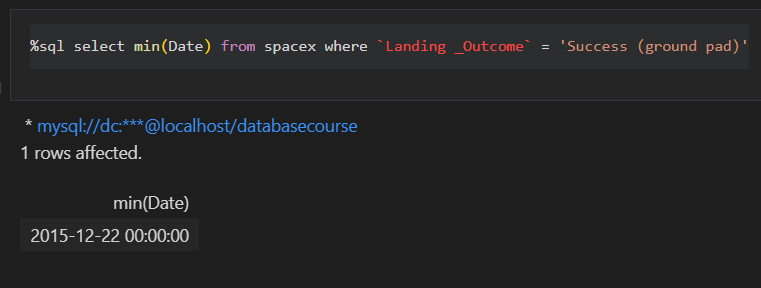 %sql select min(Date) from spacex where `Landing _Outcome` = 'Success (ground pad)'
* mysql://dc:***@localhost/databasecourse
1 rows affected.
min(Date)
2015-12-22 00:00:00